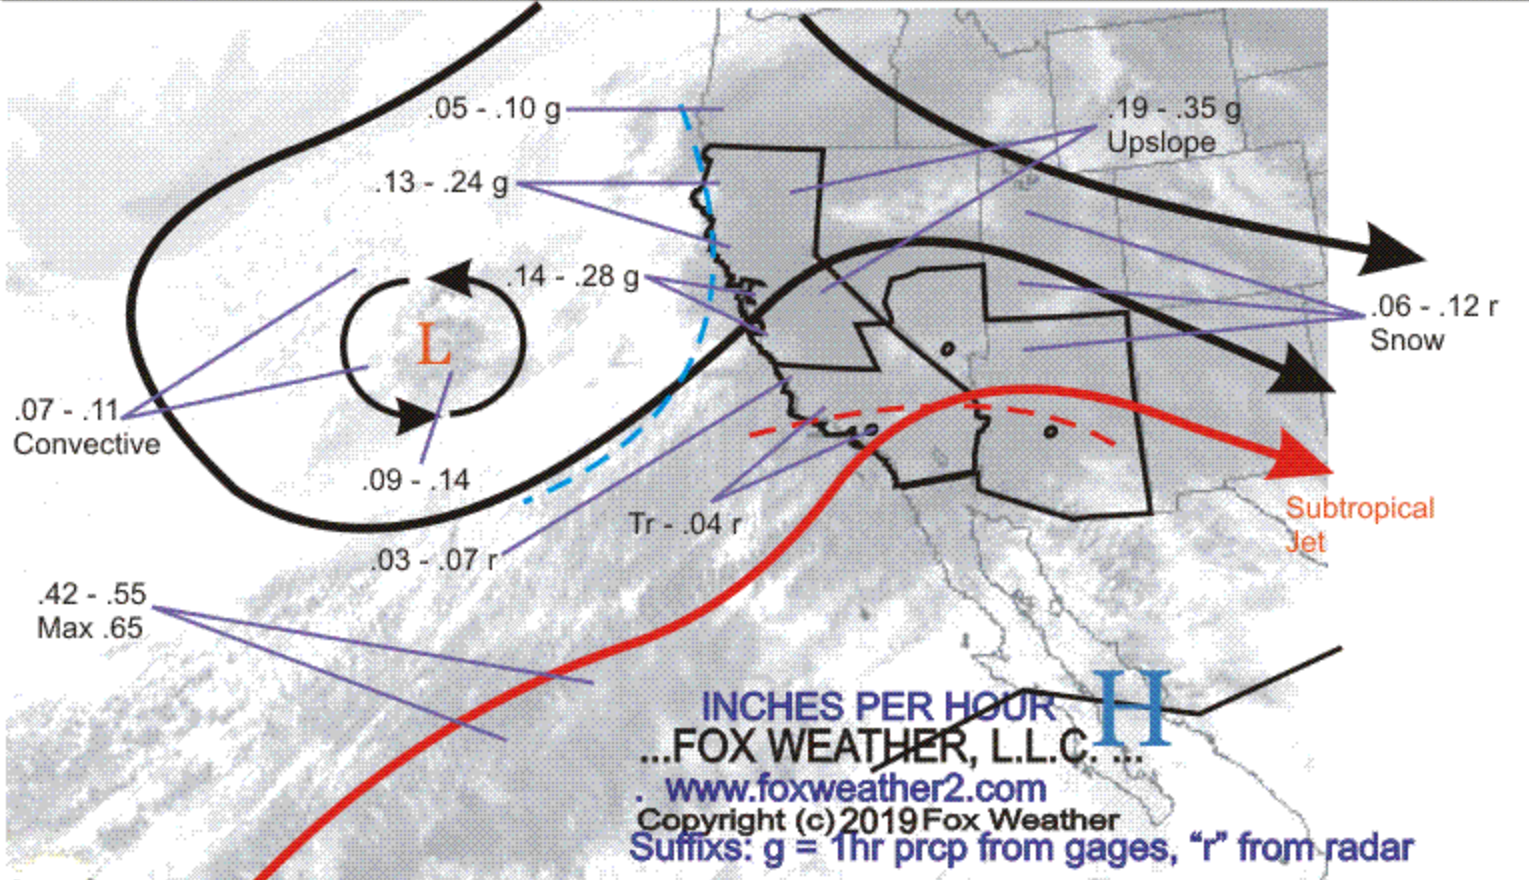 .05 - .10 g
.19 - .35 g
Upslope
.13 - .24 g
.14 - .28 g
.06 - .12 r
Snow
L
.07 - .11
Convective
.09 - .14
Tr - .04 r
Subtropical
Jet
.03 - .07 r
.42 - .55
Max .65
H
INCHES PER HOUR
...FOX WEATHER, L.L.C. ...
. www.foxweather2.com
Copyright (c) 2019 Fox Weather
Suffixs: g = 1hr prcp from gages, “r” from radar